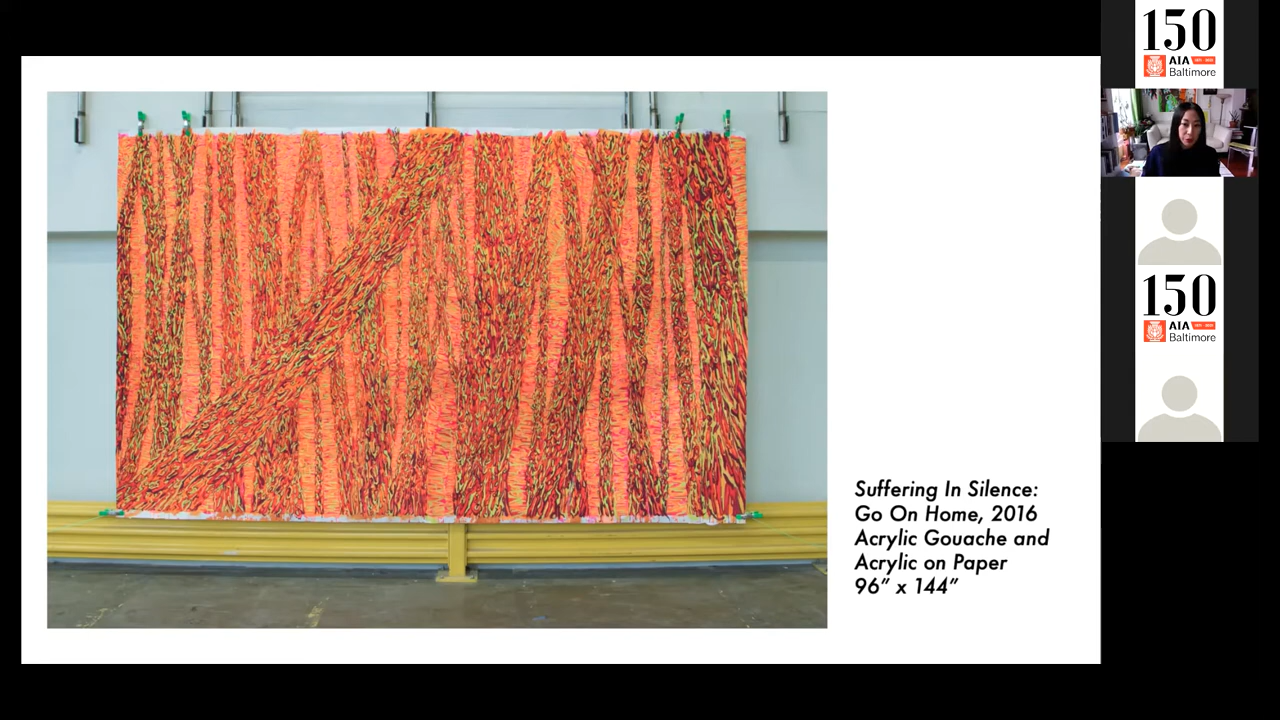 Suffering In Silence:
Go On Home, 2016
Acrylic Gouache and
Acrylic on Paper
96” x 144”
150
AIA
Baltimore
150
AIA
Baltimore